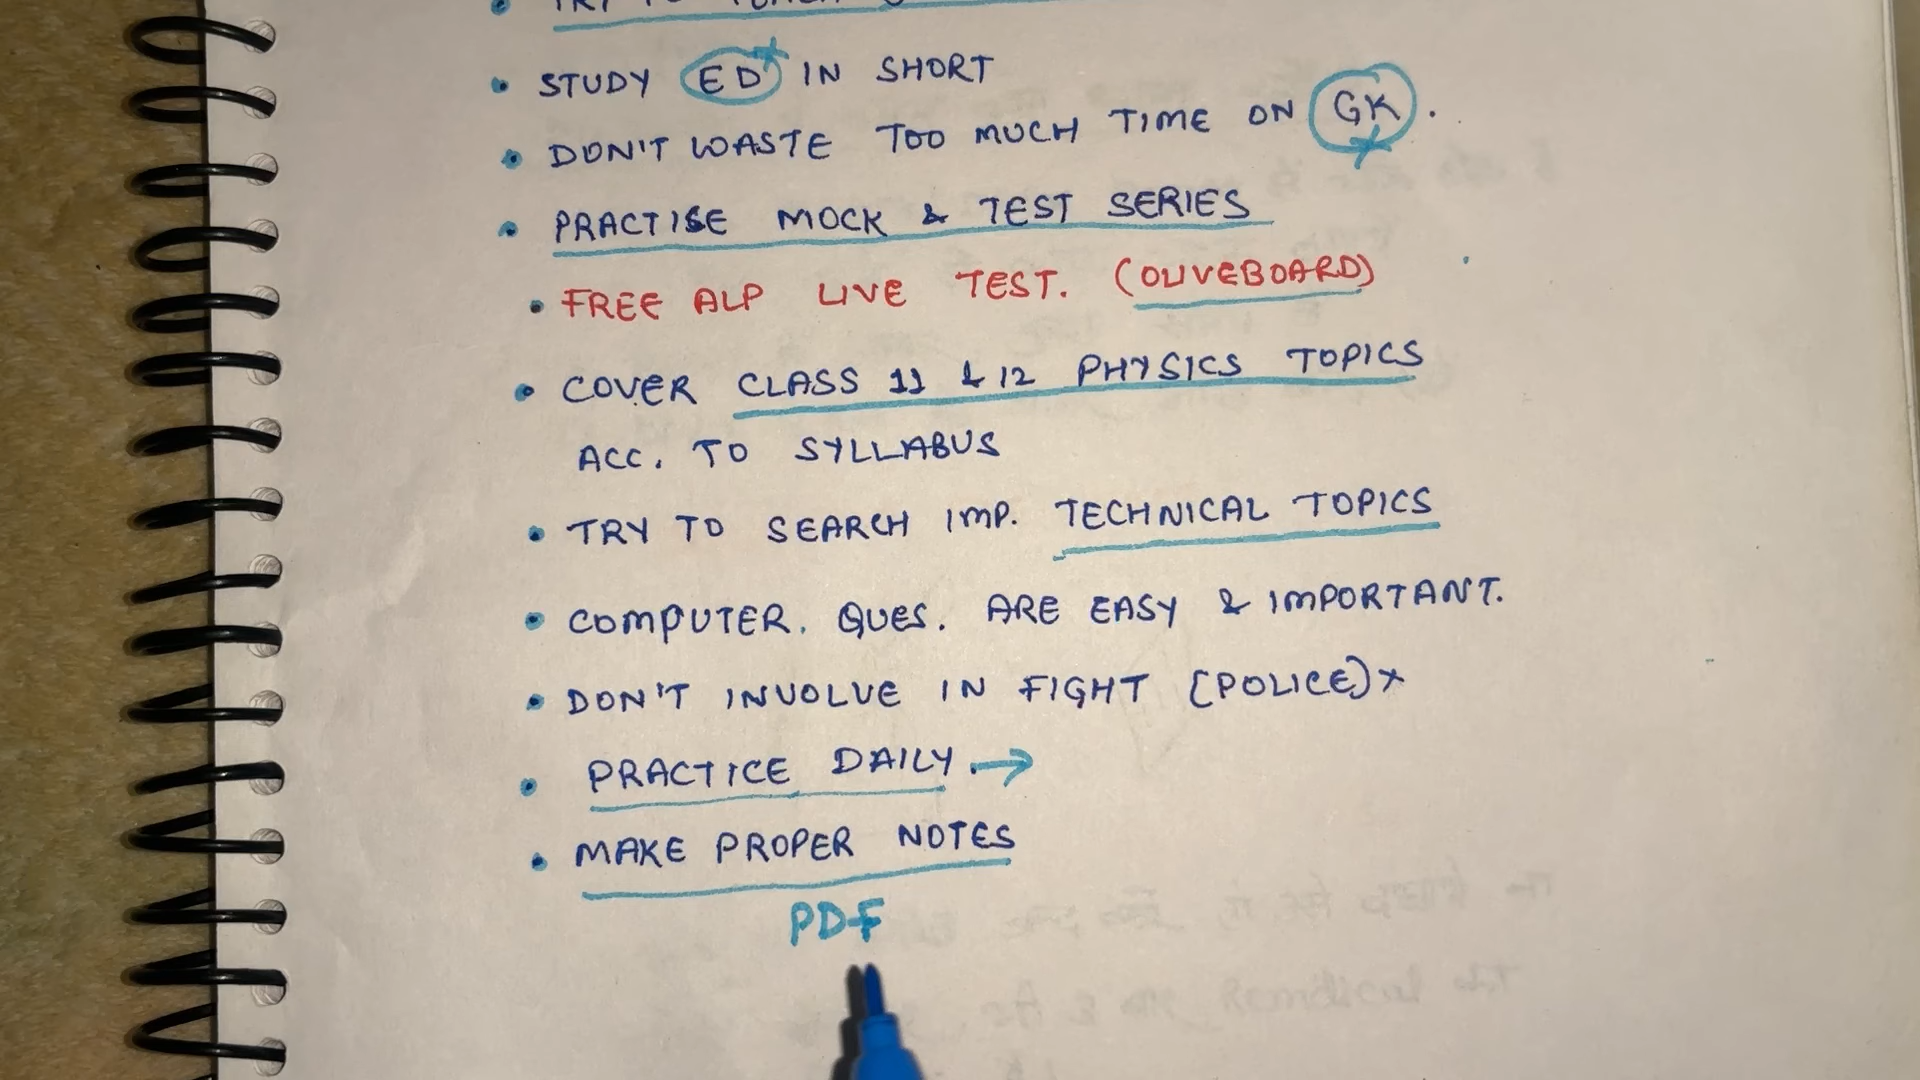 • TRY TO
• STUDY ED IN SHORT
• DON'T WASTE TOO MUCH TIME ON GK.
• PRACTISE MOCK & TEST SERIES
• FREE ALP LIVE TEST. (OLIVEBOARD)
• COVER CLASS 11 & 12 PHYSICS TOPICS
ACC. TO SYLLABUS
• TRY TO SEARCH IMP. TECHNICAL TOPICS
• COMPUTER. QUES. ARE EASY & IMPORTANT.
• DON'T INVOLVE IN FIGHT [POLICE)×
• PRACTICE DAILY. →
• MAKE PROPER NOTES
PDF